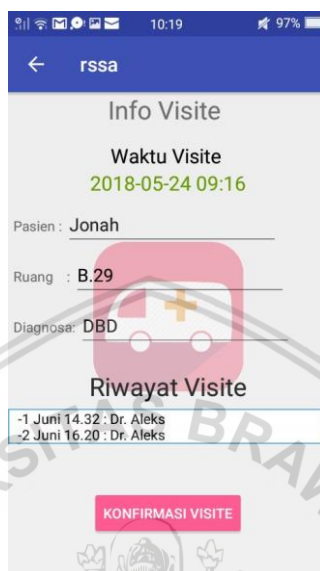 10:19 97%
rssa
Info Visite
Waktu Visite
2018-05-24 09:16
Pasien : Jonah
Ruang : B.29
Diagnosa: DBD
Riwayat Visite
-1 Juni 14.32 : Dr. Aleks
-2 Juni 16.20 : Dr. Aleks
KONFIRMASI VISITE